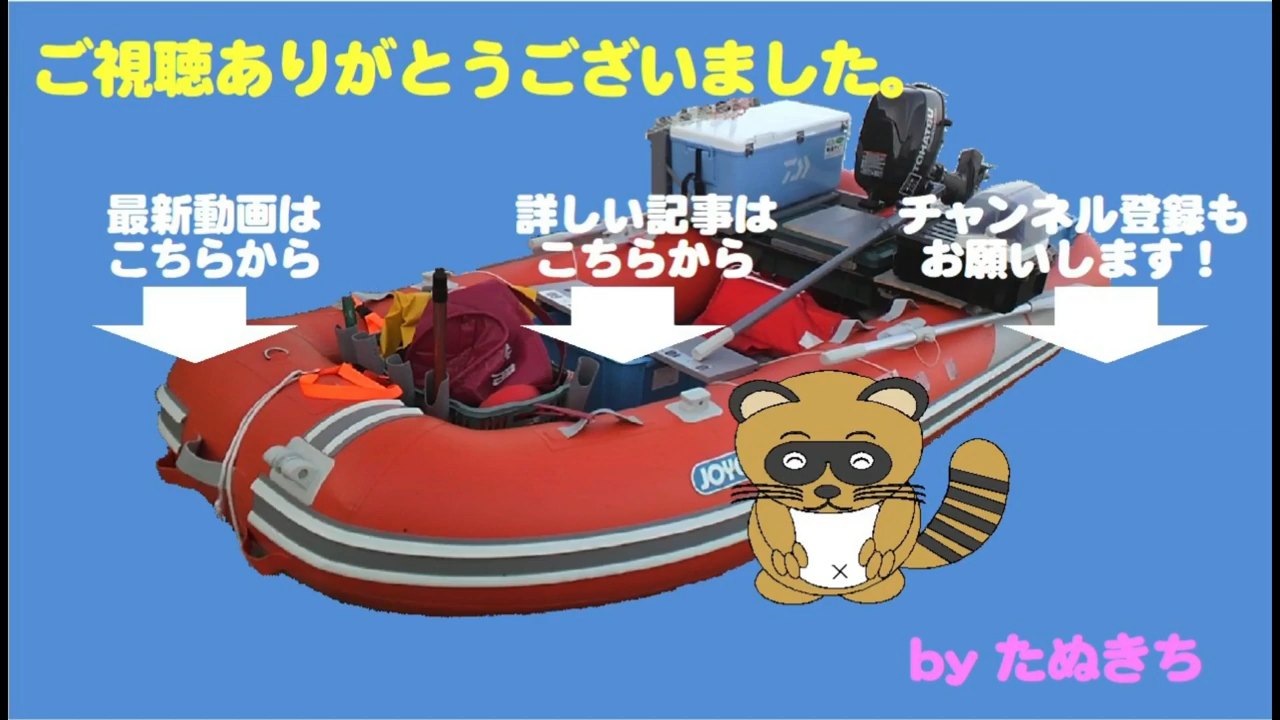 ご視聴ありがとうございました。
最新動画は
こちらから
詳しい記事は
こちらから
チャンネル登録も
お願いします！
TOHATSU
by たぬきち